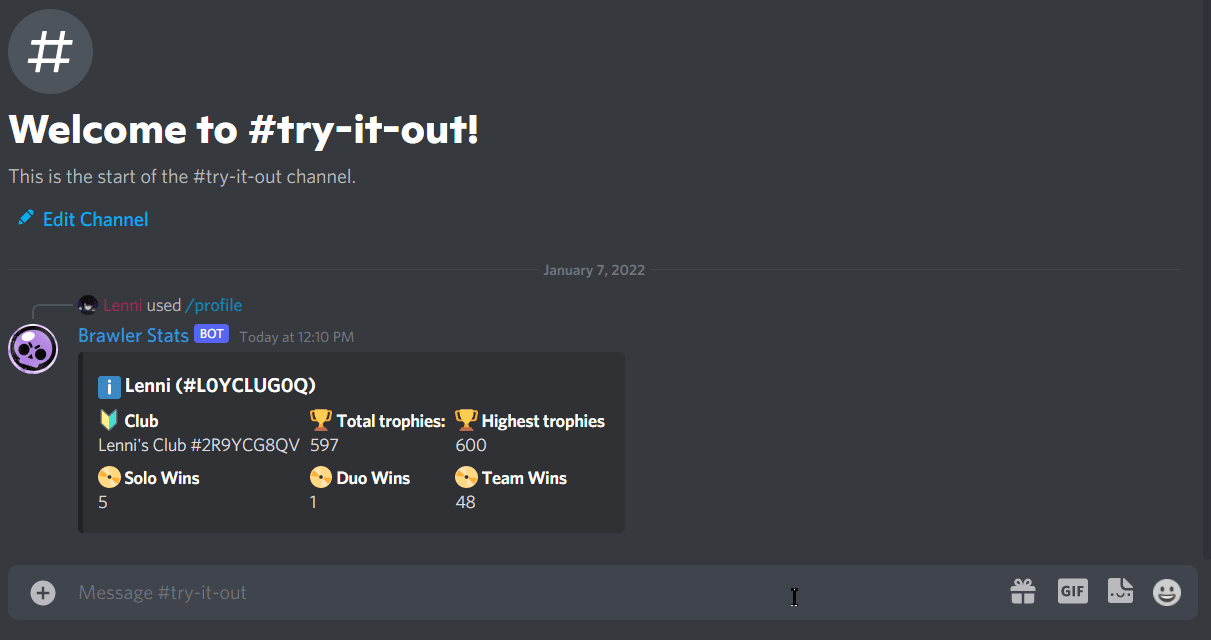 Welcome to #try-it-out!
This is the start of the #try-it-out channel.
Edit Channel
January 7, 2022
Lenni used /profile
Brawler Stats BOT Today at 12:10 PM
Lenni (#L0YCLUG0Q)
Club Total trophies: Highest trophies
Lenni's Club #2R9YCG8QV 597 600
Solo Wins Duo Wins Team Wins
5 1 48
Message #try-it-out GIF